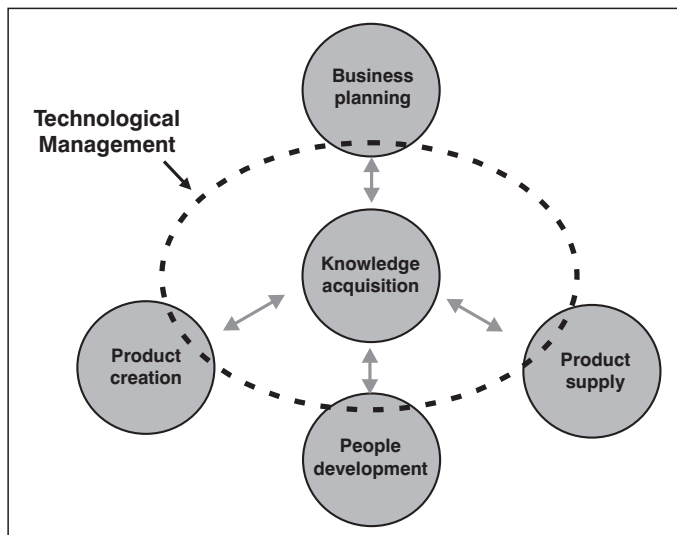 Business
planning
Technological
Management
Knowledge
acquisition
Product
creation
Product
supply
People
development